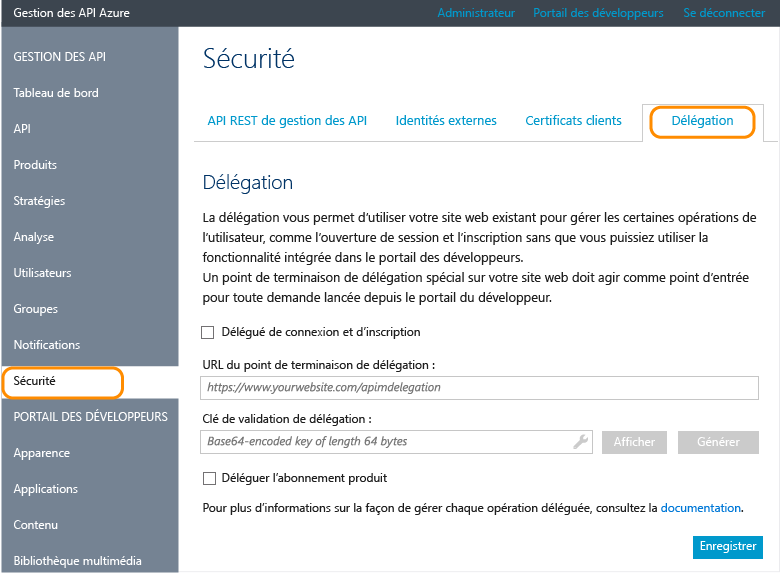 Gestion des API Azure
Administrateur Portail des développeurs Se déconnecter
GESTION DES API
Tableau de bord
API
Produits
Stratégies
Analyse
Utilisateurs
Groupes
Notifications
Sécurité
PORTAIL DES DÉVELOPPEURS
Apparence
Applications
Contenu
Bibliothèque multimédia
Sécurité
API REST de gestion des API Identités externes Certificats clients Délégation
Délégation
La délégation vous permet d'utiliser votre site web existant pour gérer les certaines opérations de
l'utilisateur, comme l'ouverture de session et l'inscription sans que vous puissiez utiliser la
fonctionnalité intégrée dans le portail des développeurs.
Un point de terminaison de délégation spécial sur votre site web doit agir comme point d'entrée
pour toute demande lancée depuis le portail du développeur.
Délégué de connexion et d'inscription
URL du point de terminaison de délégation :
https://www.yourwebsite.com/apimdelegation
Clé de validation de délégation :
Base64-encoded key of length 64 bytes Afficher Générer
Déléguer l'abonnement produit
Pour plus d'informations sur la façon de gérer chaque opération déléguée, consultez la documentation.
Enregistrer